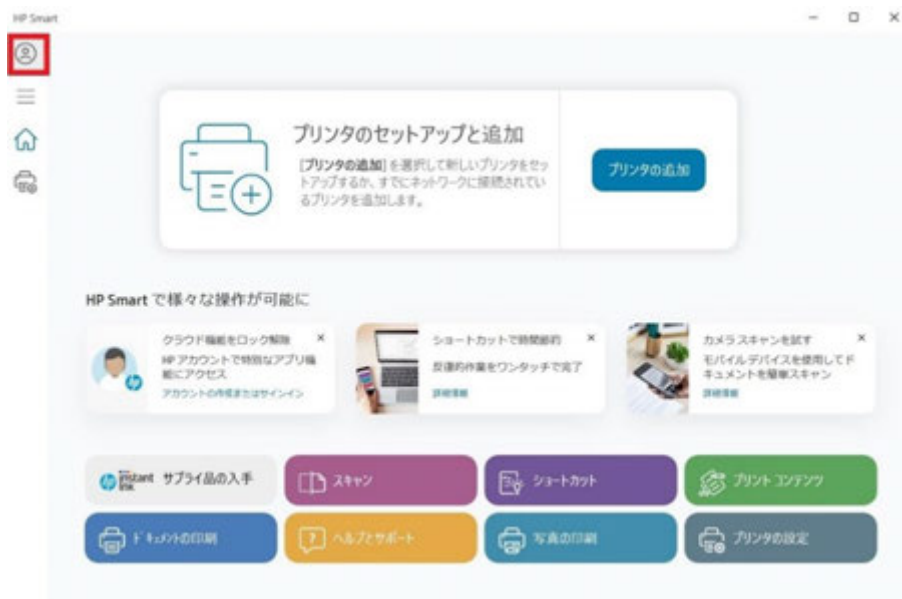 HP Smart
プリンタのセットアップと追加
[プリンタの追加] を選択して新しいプリンタをセッ
トアップするか、すでにネットワークに接続されてい
るプリンタを追加します。
プリンタの追加
HP Smart で様々な操作が可能に
クラウド機能をロック解除
HP アカウントで特別なアプリ機
能にアクセス
アカウントの作成またはサインイン
ショートカットで時間節約
反復的作業をワンタッチで完了
詳細情報
カメラ スキャンを試す
モバイル デバイスを使用してド
キュメントを簡単スキャン
詳細情報
hp instant ink サプライ品の入手
スキャン
ショートカット
プリント コンテンツ
ドキュメントの印刷
ヘルプとサポート
写真の印刷
プリンタの設定